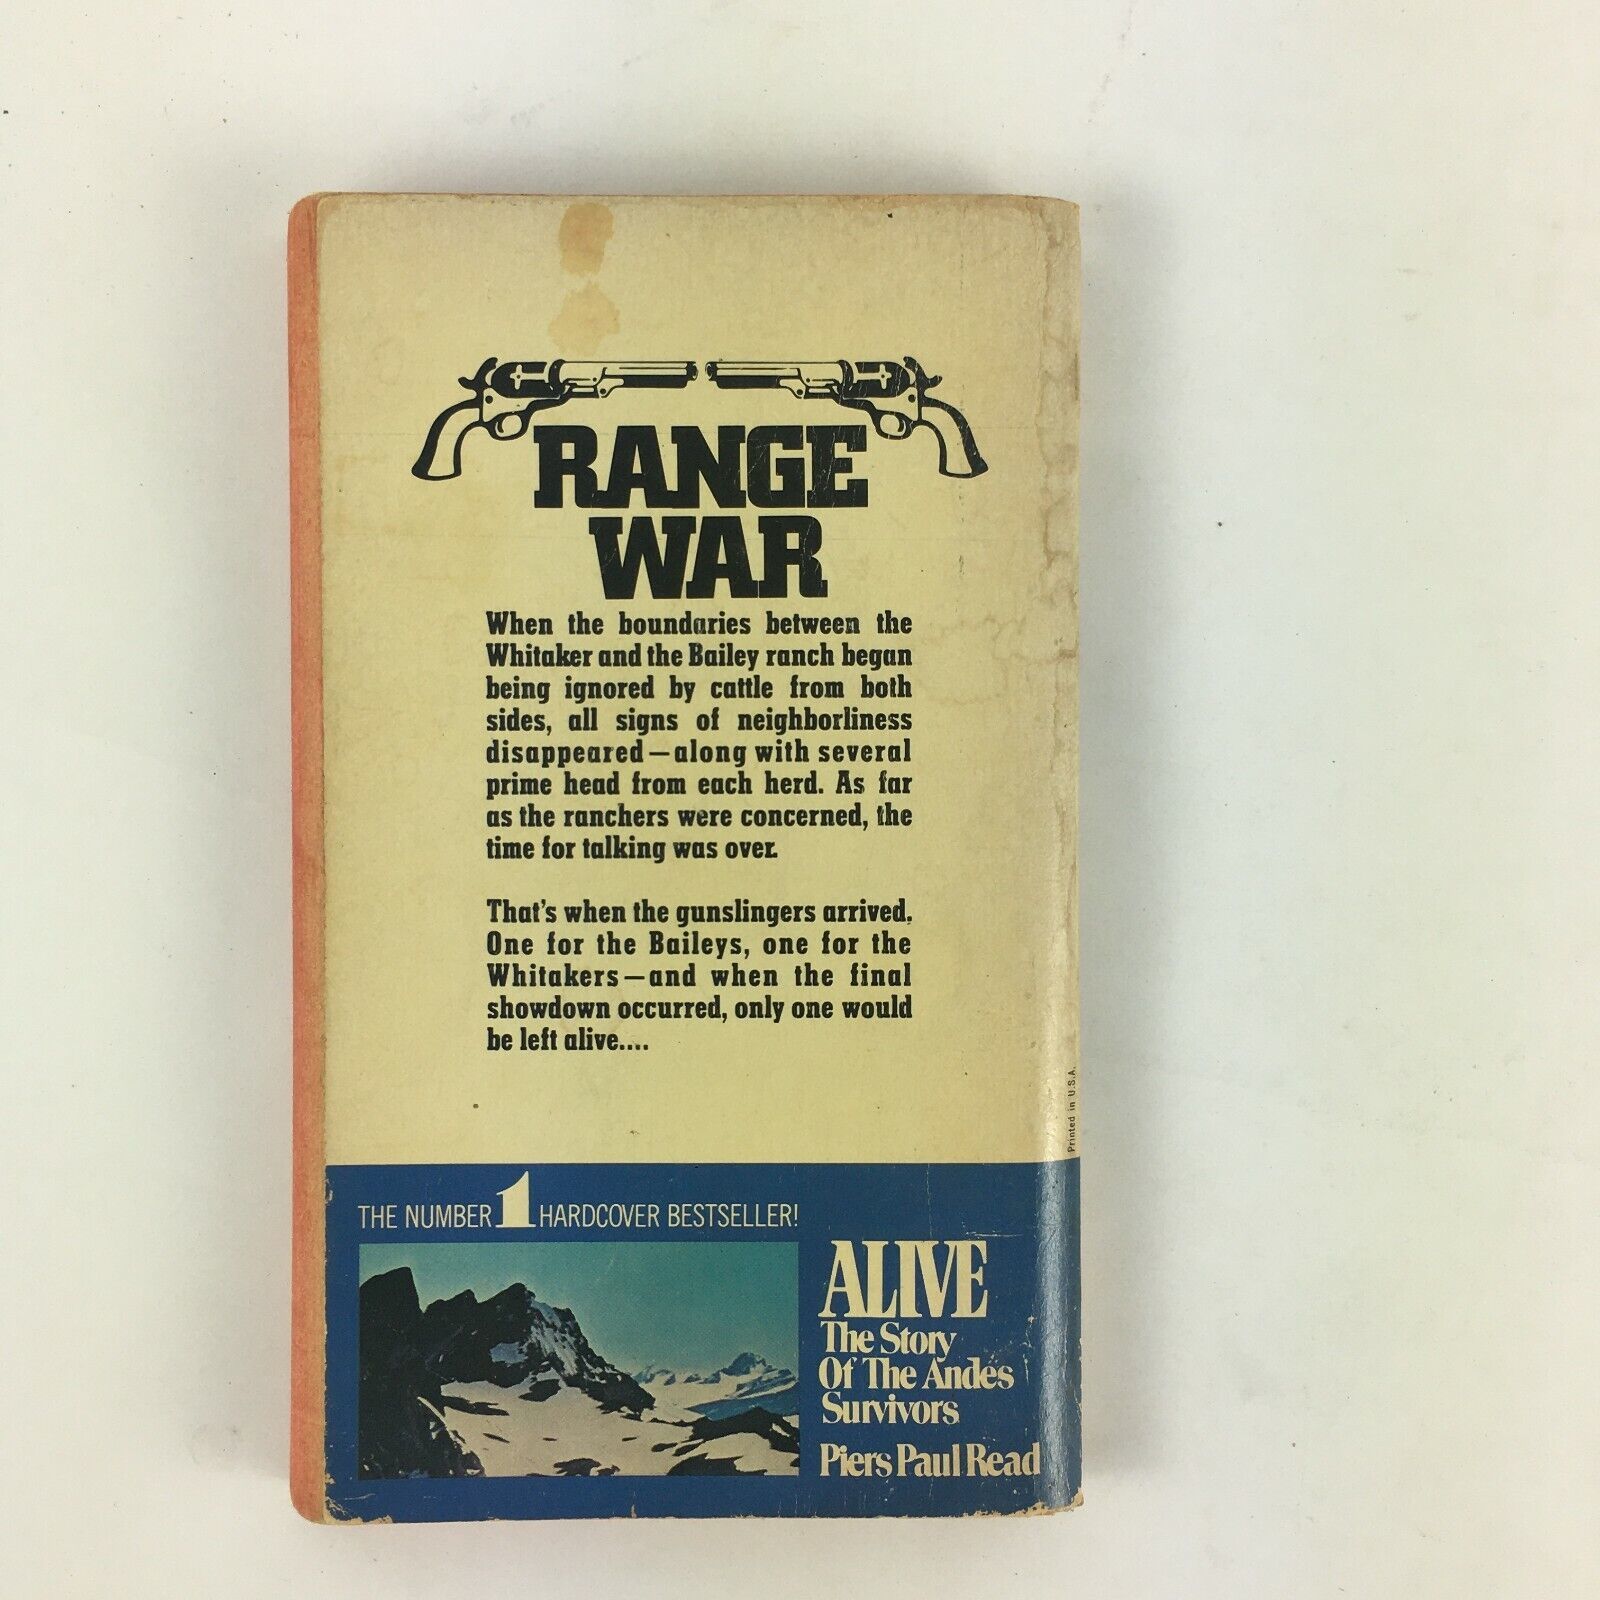 RANGE
WAR
When the boundaries between the
Whitaker and the Bailey ranch began
being ignored by cattle from both
sides, all signs of neighborliness
disappeared—along with several
prime head from each herd. As far
as the ranchers were concerned, the
time for talking was over.
That's when the gunslingers arrived.
One for the Baileys, one for the
Whitakers—and when the final
showdown occurred, only one would
be left alive....
Printed in U.S.A.
THE NUMBER 1 HARDCOVER BESTSELLER!
ALIVE
The Story
Of The Andes
Survivors
Piers Paul Read